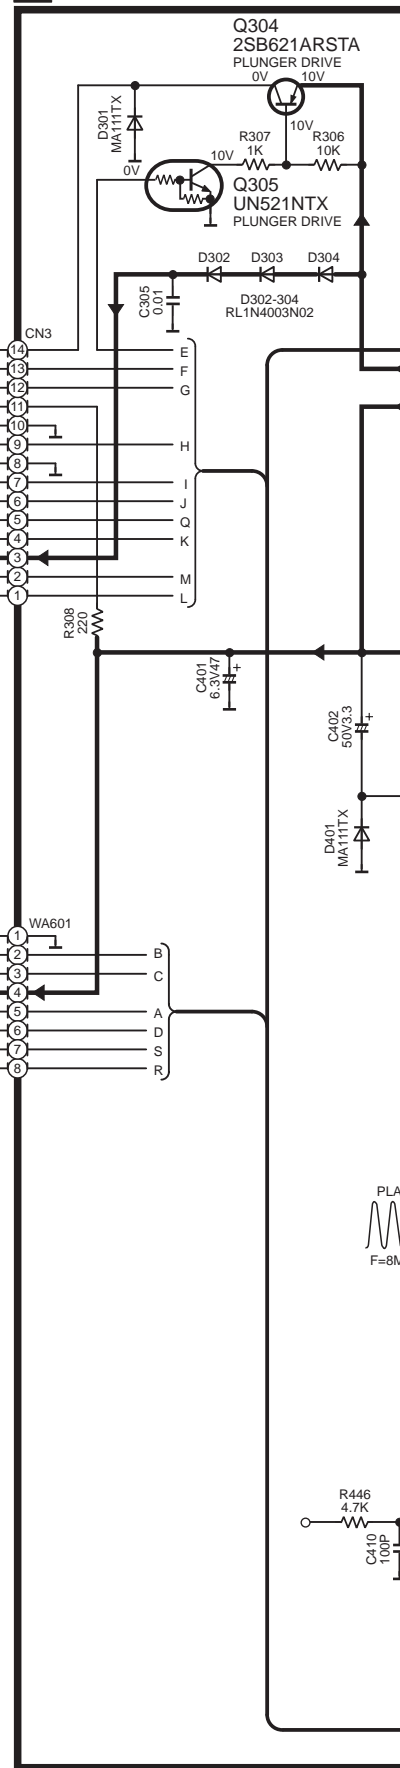 Q304
2SB621ARSTA
PLUNGER DRIVE
0V
10V
D301
MA111TX
10V
R307
1K
R306
10K
0V
10V
Q305
UN521NTX
PLUNGER DRIVE
D302
D303
D304
C305
0.01
D302-304
RL1N4003N02
CN3
14
E
13
F
12
G
11
10
9
H
8
7
I
6
J
5
Q
4
K
3
2
M
1
L
R308
220
C401
6.3V47
+
C402
50V3.3
+
D401
MA111TX
WA601
1
2
B
3
C
4
5
A
6
D
7
S
8
R
PLA
F=8M
R446
4.7K
C410
100P